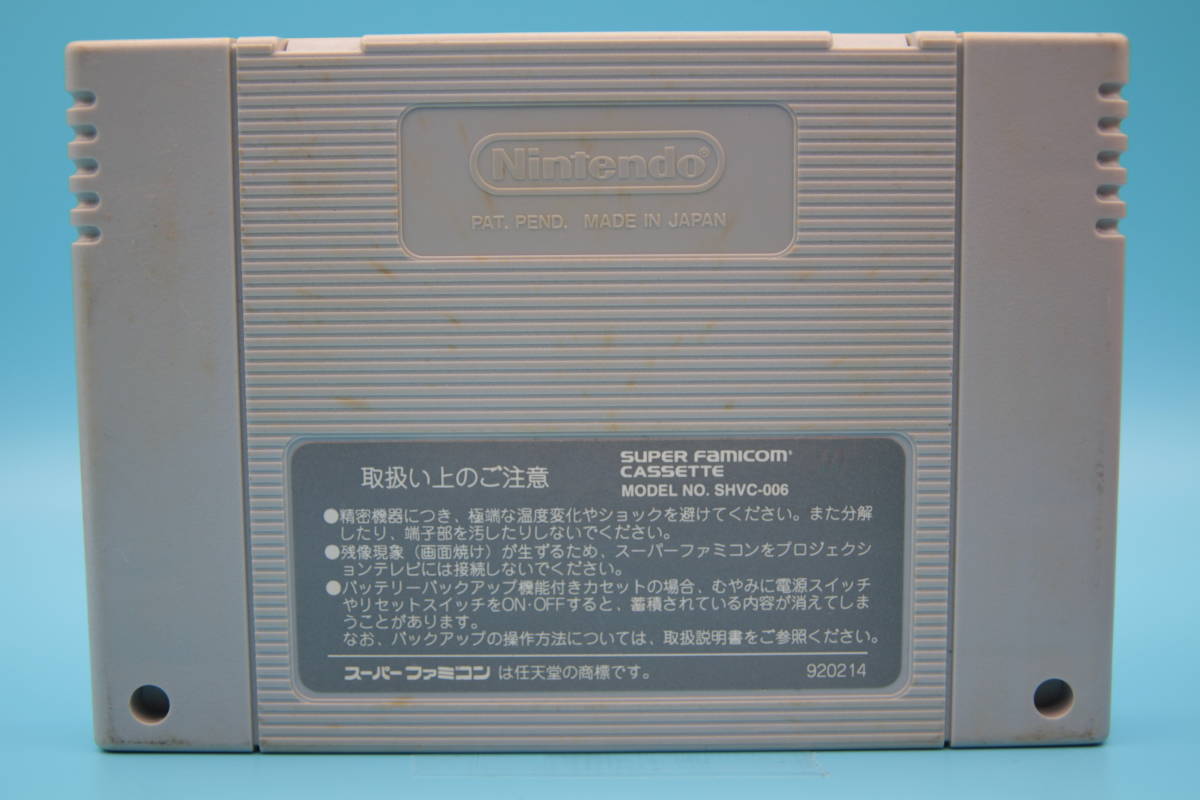 Nintendo®
PAT. PEND. MADE IN JAPAN
取扱い上のご注意
SUPER FAMICOM
CASSETTE
MODEL NO. SHVC-006
●精密機器につき、極端な温度変化やショックを避けてください。また分解
したり、端子部を汚したりしないでください。
●残像現象（画面焼け）が生ずるため、スーパーファミコンをプロジェクシ
ョンテレビには接続しないでください。
●バッテリーバックアップ機能付きカセットの場合、むやみに電源スイッチ
やリセットスイッチをON・OFFすると、蓄積されている内容が消えてしま
うことがあります。
なお、バックアップの操作方法については、取扱説明書をご参照ください。
スーパーファミコン は任天堂の商標です。
920214